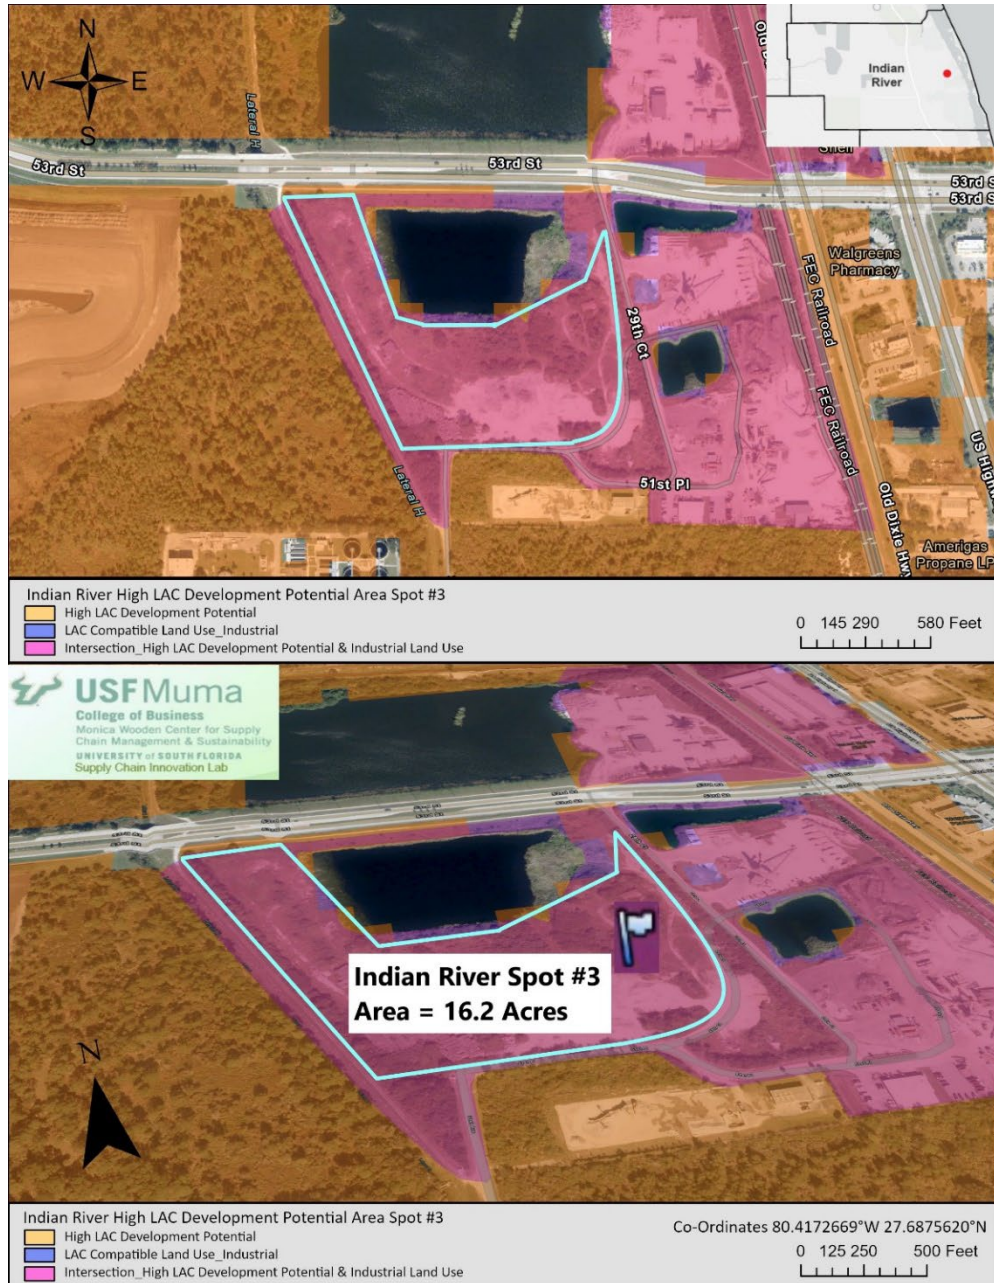 N
W
E
S
Lateral H
53rd St
53rd St
Old D
Indian
River
Shell
53rd S
53rd S
Walgreens
Pharmacy
FEC Railroad
29th Ct
FEC Railroad
Lateral H
51st Pl
Old Dixie Hwy
US Highw
Amerigas
Propane LP
Indian River High LAC Development Potential Area Spot #3
High LAC Development Potential
LAC Compatible Land Use_Industrial
Intersection_High LAC Development Potential & Industrial Land Use
0 145 290 580 Feet
USF Muma
College of Business
Monica Wooden Center for Supply
Chain Management & Sustainability
UNIVERSITY of SOUTH FLORIDA
Supply Chain Innovation Lab
Indian River Spot #3
Area = 16.2 Acres
N
Indian River High LAC Development Potential Area Spot #3
High LAC Development Potential
LAC Compatible Land Use_Industrial
Intersection_High LAC Development Potential & Industrial Land Use
Co-Ordinates 80.4172669°W 27.6875620°N
0 125 250 500 Feet